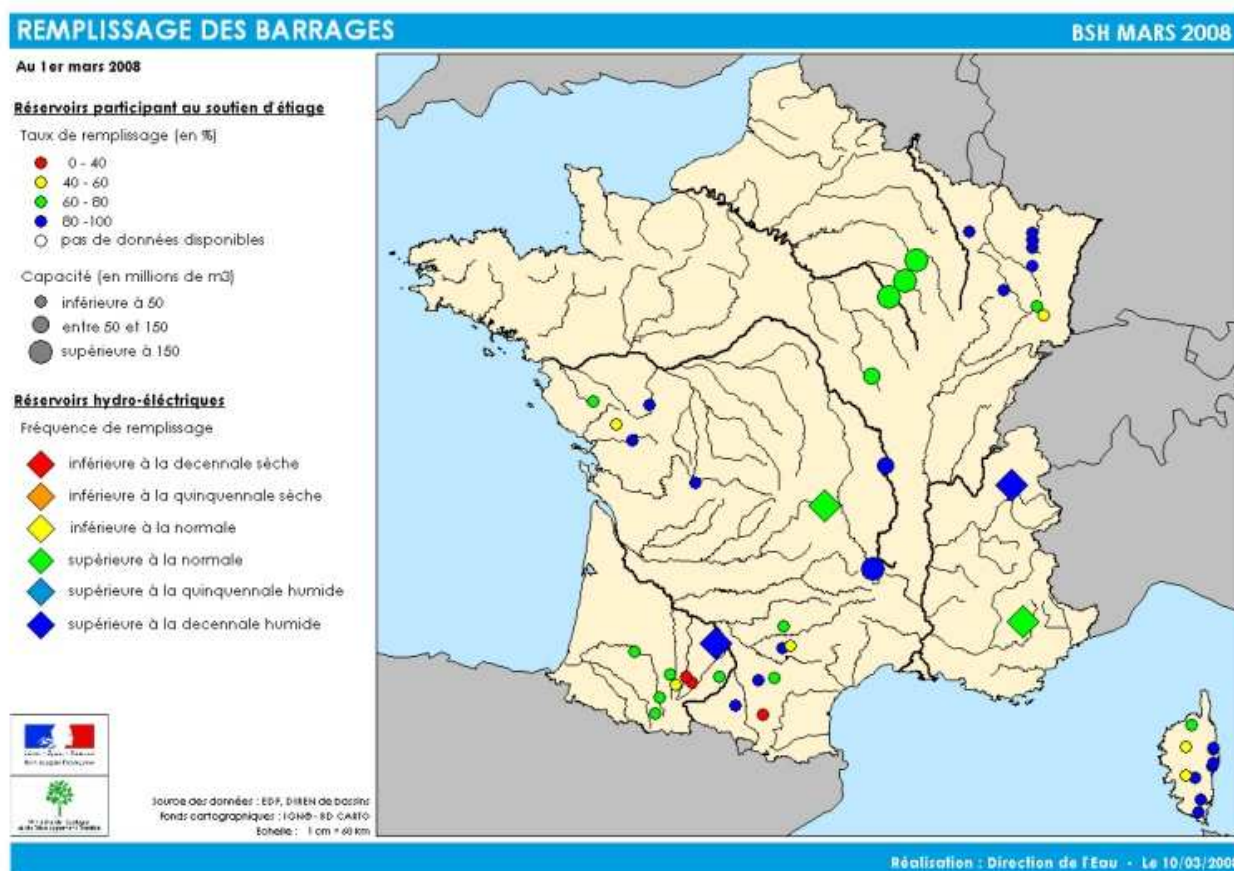 REMPLISSAGE DES BARRAGES
BSH MARS 2008
Au 1er mars 2008
Réservoirs participant au soutien d'étiage
Taux de remplissage (en %)
0 - 40
40 - 60
60 - 80
80 -100
pas de données disponibles
Capacité (en millions de m3)
inférieure à 50
entre 50 et 150
supérieure à 150
Réservoirs hydro-éléctriques
Fréquence de remplissage
inférieure à la decennale sèche
inférieure à la quinquennale sèche
inférieure à la normale
supérieure à la normale
supérieure à la quinquennale humide
supérieure à la decennale humide
Source des données : EDF, DIREN de bassins
Fonds cartographiques : IGN® - BD CARTO
Echelle : 1 cm = 60 km
Réalisation : Direction de l'Eau - Le 10/03/2008